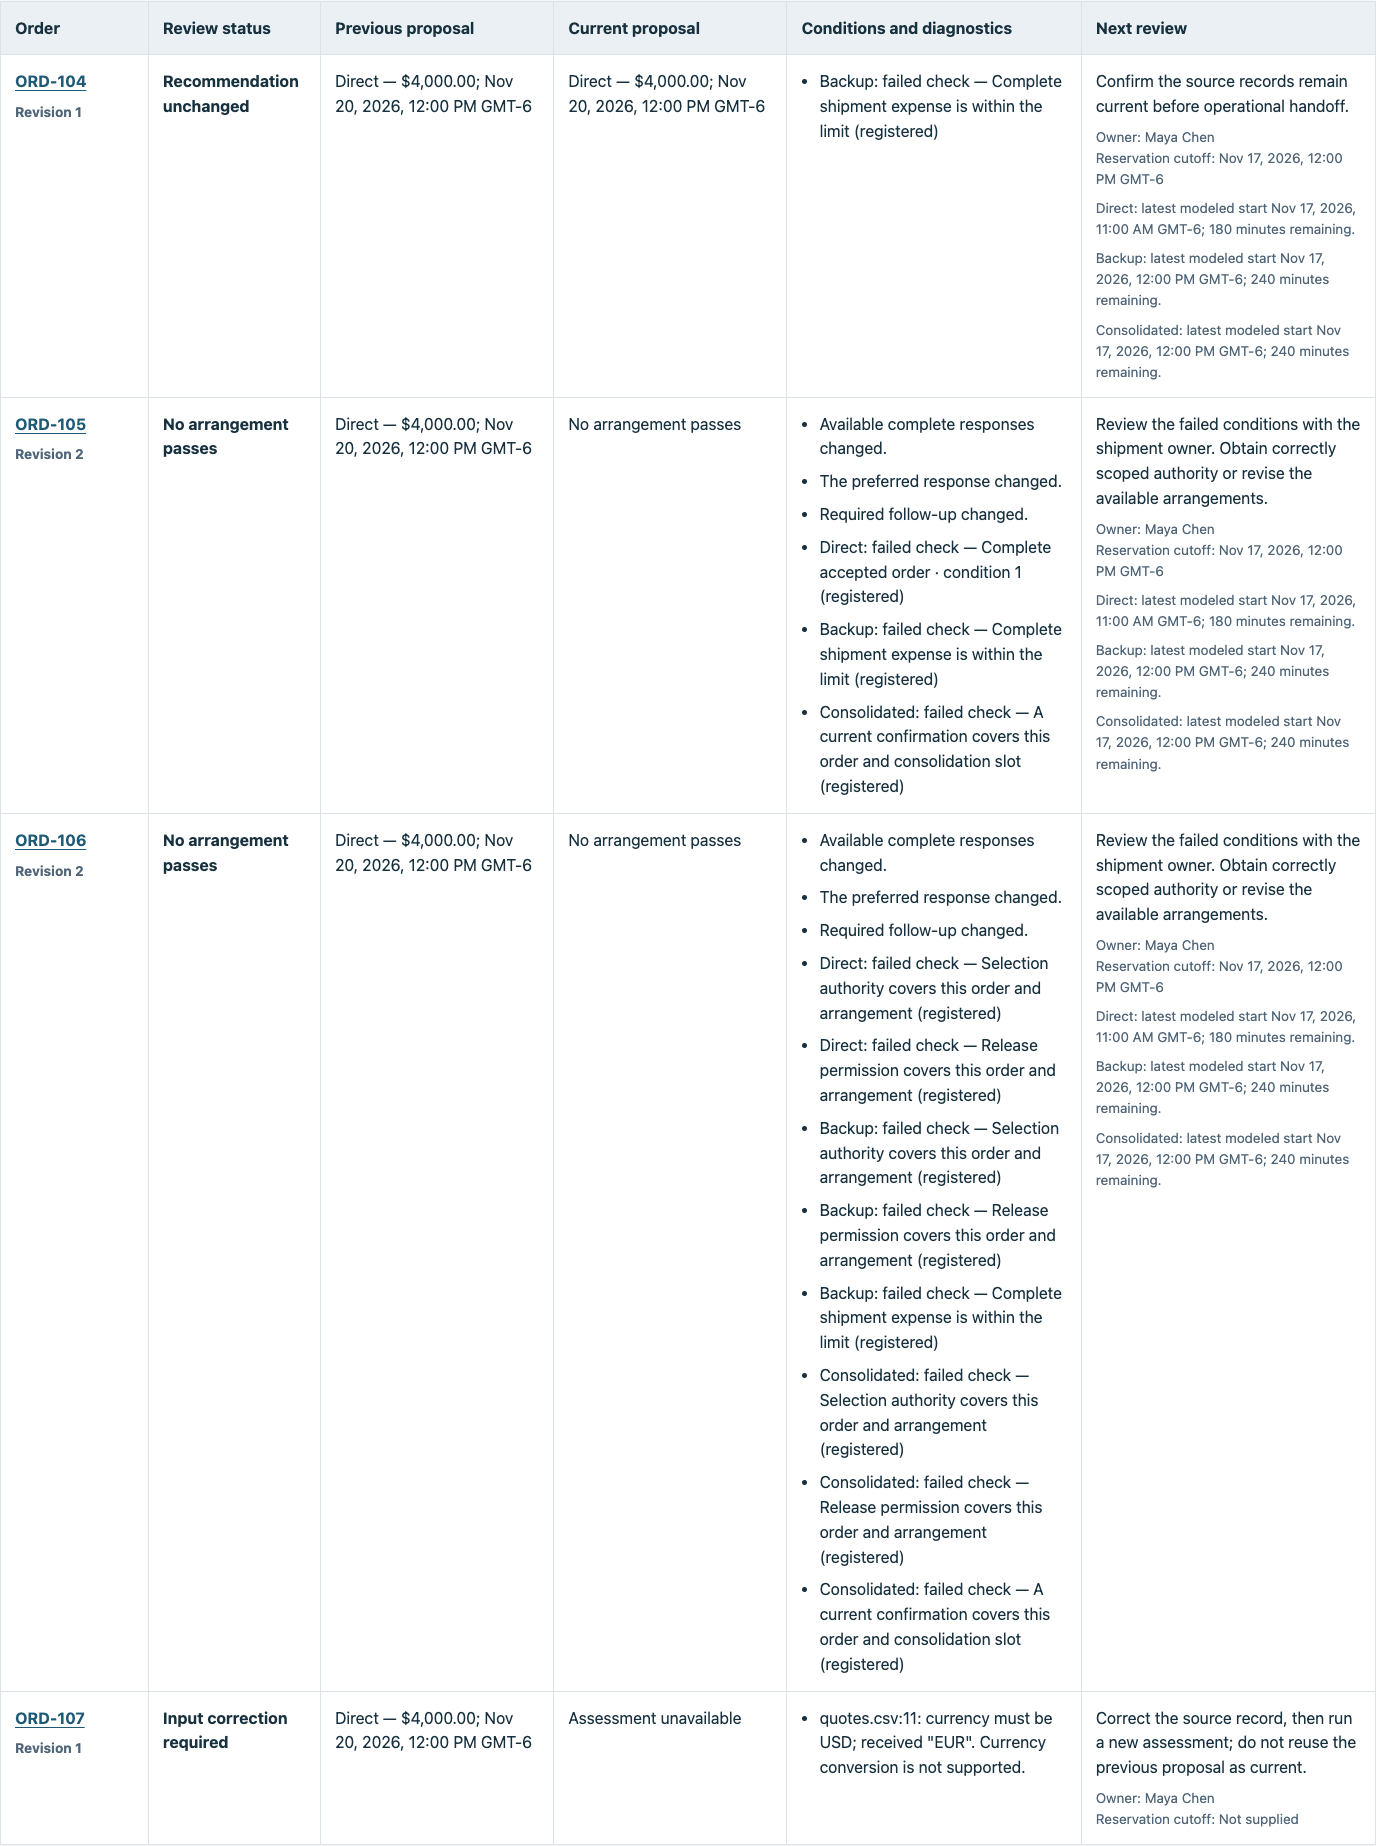 Order
Review status
Previous proposal
Current proposal
Conditions and diagnostics
Next review
ORD-104
Revision 1
Recommendation
unchanged
Direct — $4,000.00; Nov
20, 2026, 12:00 PM GMT-6
Direct — $4,000.00; Nov
20, 2026, 12:00 PM GMT-6
• Backup: failed check — Complete
shipment expense is within the
limit (registered)
Confirm the source records remain
current before operational handoff.
Owner: Maya Chen
Reservation cutoff: Nov 17, 2026, 12:00
PM GMT-6
Direct: latest modeled start Nov 17, 2026,
11:00 AM GMT-6; 180 minutes remaining.
Backup: latest modeled start Nov 17,
2026, 12:00 PM GMT-6; 240 minutes
remaining.
Consolidated: latest modeled start Nov
17, 2026, 12:00 PM GMT-6; 240 minutes
remaining.
ORD-105
Revision 2
No arrangement
passes
Direct — $4,000.00; Nov
20, 2026, 12:00 PM GMT-6
No arrangement passes
• Available complete responses
changed.
• The preferred response changed.
• Required follow-up changed.
• Direct: failed check — Complete
accepted order · condition 1
(registered)
• Backup: failed check — Complete
shipment expense is within the
limit (registered)
• Consolidated: failed check — A
current confirmation covers this
order and consolidation slot
(registered)
Review the failed conditions with the
shipment owner. Obtain correctly
scoped authority or revise the
available arrangements.
Owner: Maya Chen
Reservation cutoff: Nov 17, 2026, 12:00
PM GMT-6
Direct: latest modeled start Nov 17, 2026,
11:00 AM GMT-6; 180 minutes remaining.
Backup: latest modeled start Nov 17,
2026, 12:00 PM GMT-6; 240 minutes
remaining.
Consolidated: latest modeled start Nov
17, 2026, 12:00 PM GMT-6; 240 minutes
remaining.
ORD-106
Revision 2
No arrangement
passes
Direct — $4,000.00; Nov
20, 2026, 12:00 PM GMT-6
No arrangement passes
• Available complete responses
changed.
• The preferred response changed.
• Required follow-up changed.
• Direct: failed check — Selection
authority covers this order and
arrangement (registered)
• Direct: failed check — Release
permission covers this order and
arrangement (registered)
• Backup: failed check — Selection
authority covers this order and
arrangement (registered)
• Backup: failed check — Release
permission covers this order and
arrangement (registered)
• Backup: failed check — Complete
shipment expense is within the
limit (registered)
• Consolidated: failed check —
Selection authority covers this
order and arrangement
(registered)
• Consolidated: failed check —
Release permission covers this
order and arrangement
(registered)
• Consolidated: failed check — A
current confirmation covers this
order and consolidation slot
(registered)
Review the failed conditions with the
shipment owner. Obtain correctly
scoped authority or revise the
available arrangements.
Owner: Maya Chen
Reservation cutoff: Nov 17, 2026, 12:00
PM GMT-6
Direct: latest modeled start Nov 17, 2026,
11:00 AM GMT-6; 180 minutes remaining.
Backup: latest modeled start Nov 17,
2026, 12:00 PM GMT-6; 240 minutes
remaining.
Consolidated: latest modeled start Nov
17, 2026, 12:00 PM GMT-6; 240 minutes
remaining.
ORD-107
Revision 1
Input correction
required
Direct — $4,000.00; Nov
20, 2026, 12:00 PM GMT-6
Assessment unavailable
• quotes.csv:11: currency must be
USD; received "EUR". Currency
conversion is not supported.
Correct the source record, then run
a new assessment; do not reuse the
previous proposal as current.
Owner: Maya Chen
Reservation cutoff: Not supplied